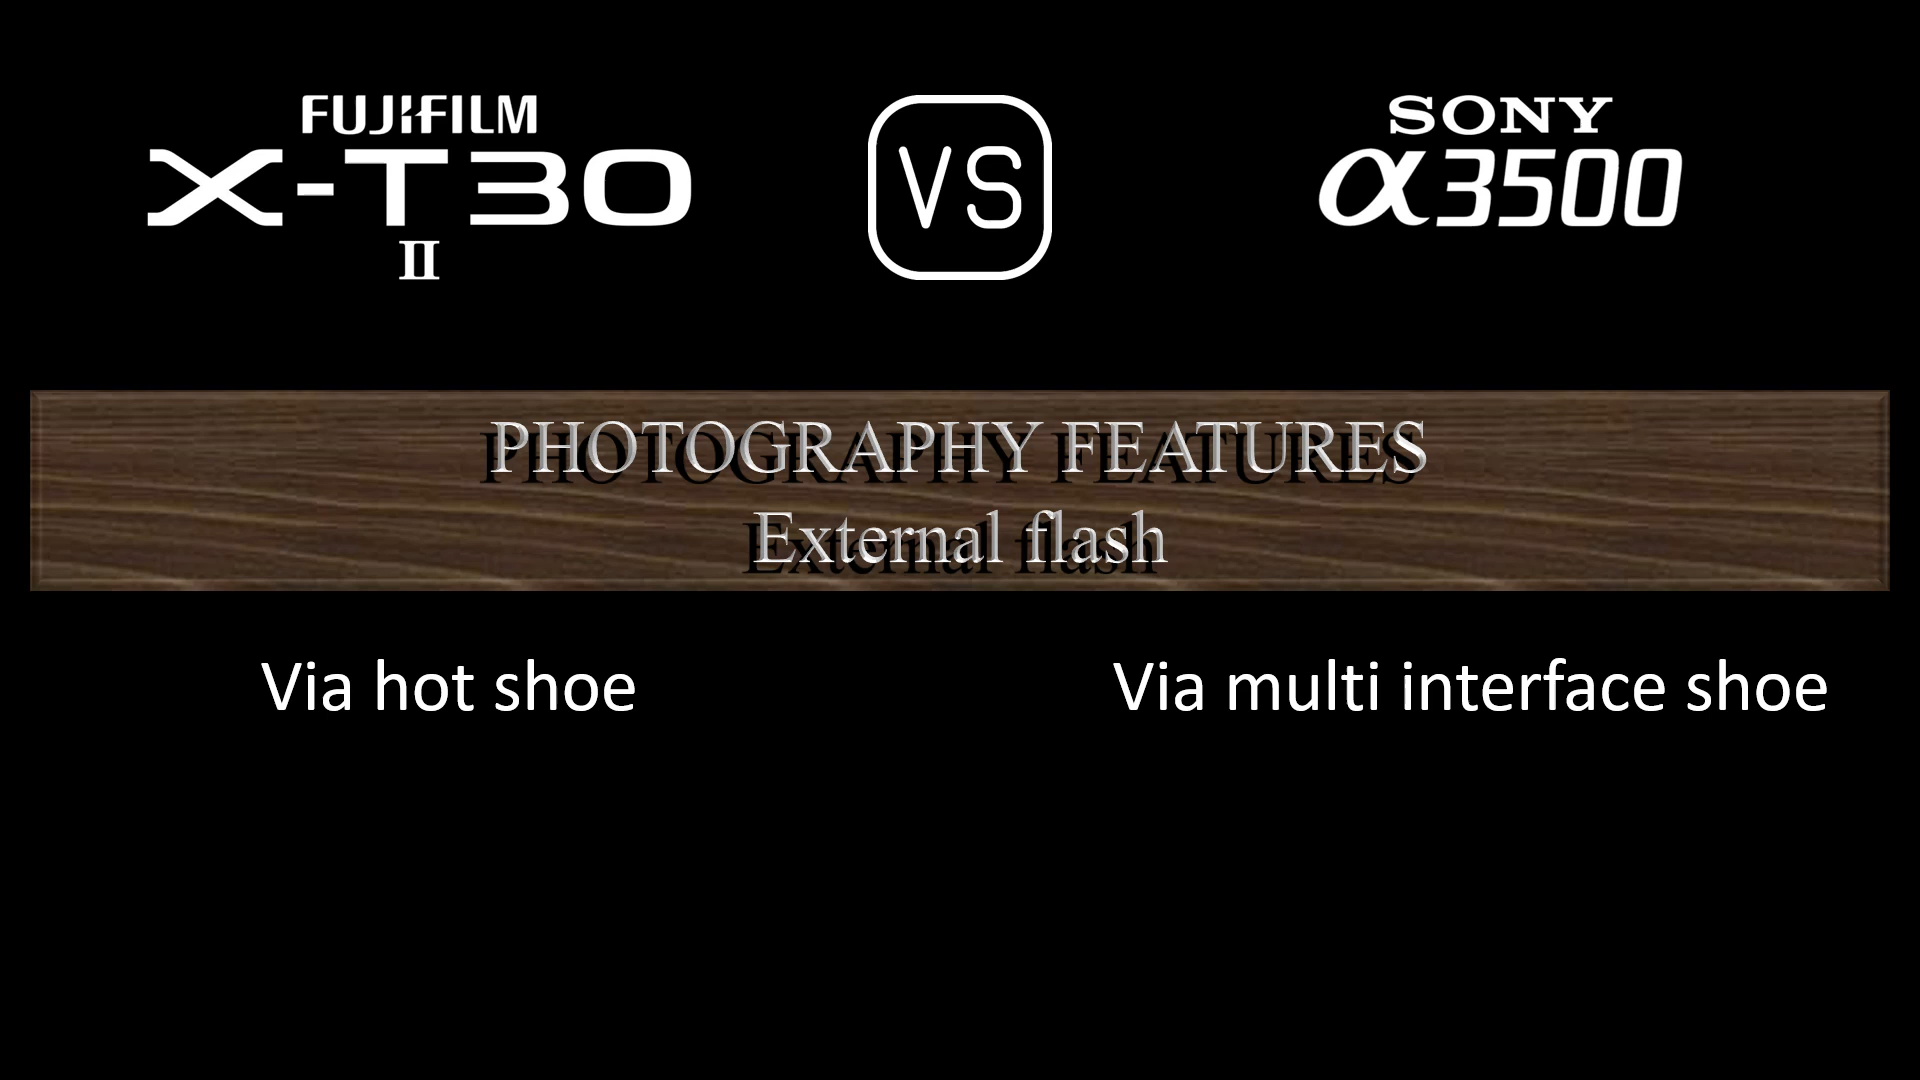 FUJIFILM
X-T30
II
VS
SONY
α3500
PHOTOGRAPHY FEATURES
External flash
Via hot shoe
Via multi interface shoe